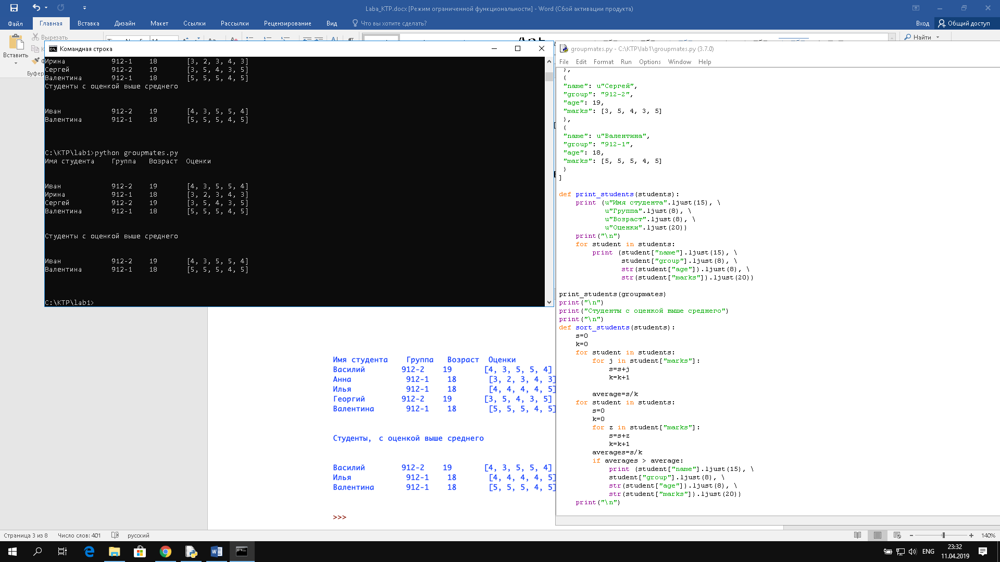 Laba_KTP.docx [Режим ограниченной функциональности] - Word (Сбой активации продукта)
Файл Главная Вставка Дизайн Макет Ссылки Рассылки Рецензирование Вид Что вы хотите сделать? Вход Общий доступ
Вырезать
Вставить
Буфер
Найти
Командная строка
Ирина 912-1 18 [3, 2, 3, 4, 3]
Сергей 912-2 19 [3, 5, 4, 3, 5]
Валентина 912-1 18 [5, 5, 5, 4, 5]
Студенты с оценкой выше среднего
Иван 912-2 19 [4, 3, 5, 5, 4]
Валентина 912-1 18 [5, 5, 5, 4, 5]
C:\KTP\lab1>python groupmates.py
Имя студента Группа Возраст Оценки
Иван 912-2 19 [4, 3, 5, 5, 4]
Ирина 912-1 18 [3, 2, 3, 4, 3]
Сергей 912-2 19 [3, 5, 4, 3, 5]
Валентина 912-1 18 [5, 5, 5, 4, 5]
Студенты с оценкой выше среднего
Иван 912-2 19 [4, 3, 5, 5, 4]
Валентина 912-1 18 [5, 5, 5, 4, 5]
C:\KTP\lab1>
groupmates.py - C:\KTP\lab1\groupmates.py (3.7.0)
File Edit Format Run Options Window Help
},
{
"name": u"Сергей",
"group": "912-2",
"age": 19,
"marks": [3, 5, 4, 3, 5]
},
{
"name": u"Валентина",
"group": "912-1",
"age": 18,
"marks": [5, 5, 5, 4, 5]
}
]
def print_students(students):
print (u"Имя студента".ljust(15), \
u"Группа".ljust(8), \
u"Возраст".ljust(8), \
u"Оценки".ljust(20))
print("\n")
for student in students:
print (student["name"].ljust(15), \
student["group"].ljust(8), \
str(student["age"]).ljust(8), \
str(student["marks"]).ljust(20))
print_students(groupmates)
print("\n")
print("Студенты с оценкой выше среднего")
print("\n")
def sort_students(students):
s=0
k=0
for student in students:
for j in student["marks"]:
s=s+j
k=k+1
average=s/k
for student in students:
s=0
k=0
for z in student["marks"]:
s=s+z
k=k+1
averages=s/k
if averages > average:
print (student["name"].ljust(15), \
student["group"].ljust(8), \
str(student["age"]).ljust(8), \
str(student["marks"]).ljust(20))
print("\n")
Имя студента Группа Возраст Оценки
Василий 912-2 19 [4, 3, 5, 5, 4]
Анна 912-1 18 [3, 2, 3, 4, 3]
Илья 912-1 18 [4, 4, 4, 4, 5]
Георгий 912-2 19 [3, 5, 4, 3, 5]
Валентина 912-1 18 [5, 5, 5, 4, 5]
Студенты, с оценкой выше среднего
Василий 912-2 19 [4, 3, 5, 5, 4]
Илья 912-1 18 [4, 4, 4, 4, 5]
Валентина 912-1 18 [5, 5, 5, 4, 5]
>>>
Страница 3 из 8 Число слов: 401 русский 140%
ENG 23:32
11.04.2019